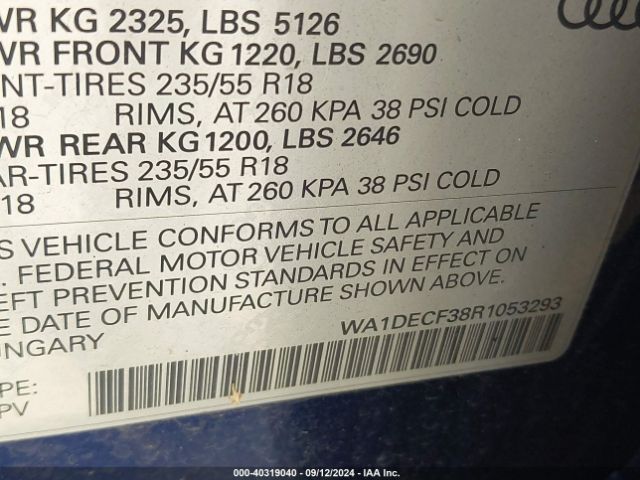 WR KG 2325, LBS 5126
WR FRONT KG 1220, LBS 2690
NT-TIRES 235/55 R18
18 RIMS, AT 260 KPA 38 PSI COLD
WR REAR KG 1200, LBS 2646
AR-TIRES 235/55 R18
18 RIMS, AT 260 KPA 38 PSI COLD
S VEHICLE CONFORMS TO ALL APPLICABLE
. FEDERAL MOTOR VEHICLE SAFETY AND
EFT PREVENTION STANDARDS IN EFFECT ON
E DATE OF MANUFACTURE SHOWN ABOVE.
UNGARY
WA1DECF38R1053293
PE:
PV
000-40319040 - 09/12/2024 - IAA Inc.